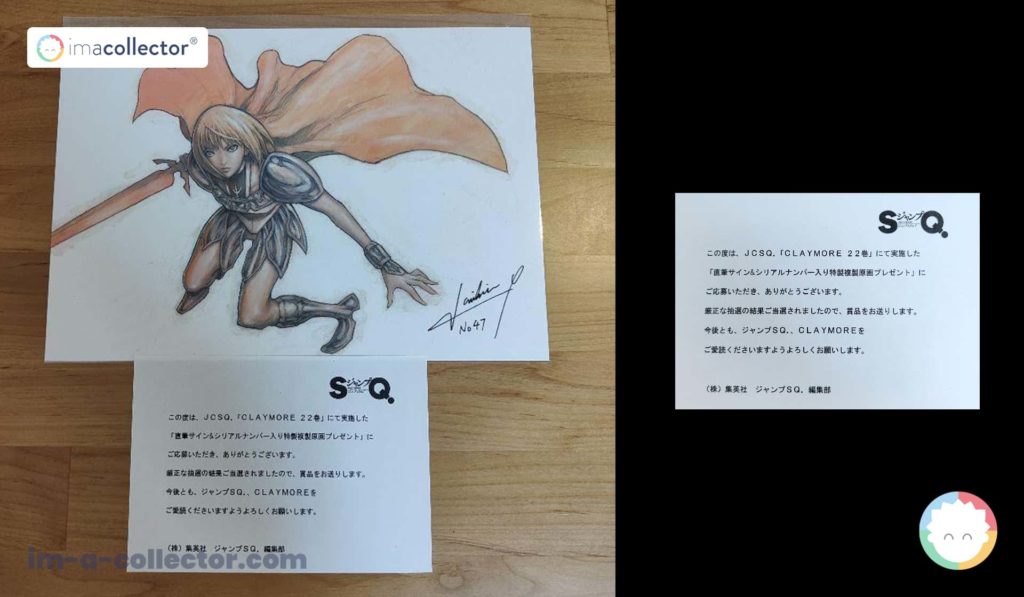 imacollector®
No 47
SジャンプQ.
この度は、JCSQ.「CLAYMORE 22巻」にて実施した
「直筆サイン&シリアルナンバー入り特製複製原画プレゼント」に
ご応募いただき、ありがとうございます。
厳正な抽選の結果ご当選されましたので、賞品をお送りします。
今後とも、ジャンプSQ.、CLAYMOREを
ご愛読くださいますようよろしくお願いします。
(株)集英社 ジャンプSQ.編集部
im-a-collector.com
SジャンプQ.
この度は、JCSQ.「CLAYMORE 22巻」にて実施した
「直筆サイン&シリアルナンバー入り特製複製原画プレゼント」に
ご応募いただき、ありがとうございます。
厳正な抽選の結果ご当選されましたので、賞品をお送りします。
今後とも、ジャンプSQ.、CLAYMOREを
ご愛読くださいますようよろしくお願いします。
(株)集英社 ジャンプSQ.編集部